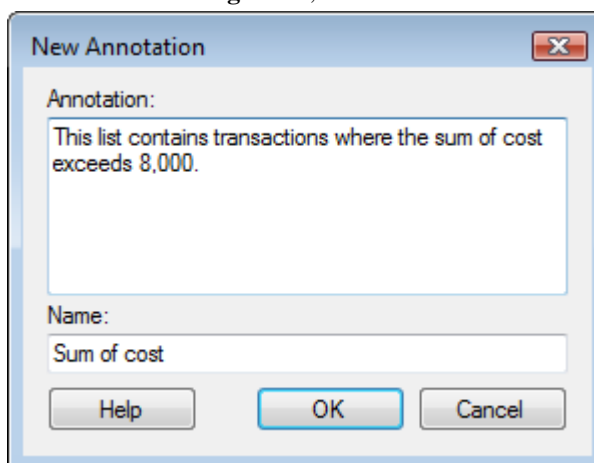 New Annotation
Annotation:
This list contains transactions where the sum of cost
exceeds 8,000.
Name:
Sum of cost
Help OK Cancel